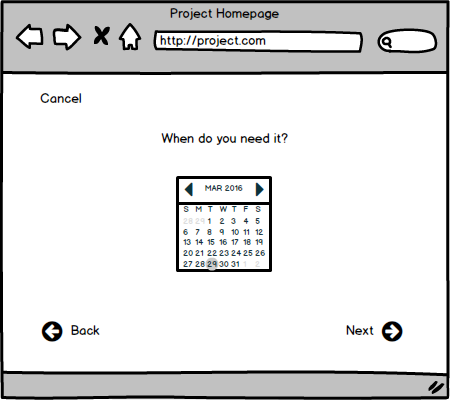 Project Homepage
http://project.com
Cancel
When do you need it?
MAR 2016
S M T W T F S
28 29 1 2 3 4 5
6 7 8 9 10 11 12
13 14 15 16 17 18 19
20 21 22 23 24 25 26
27 28 29 30 31 1 2
Back Next